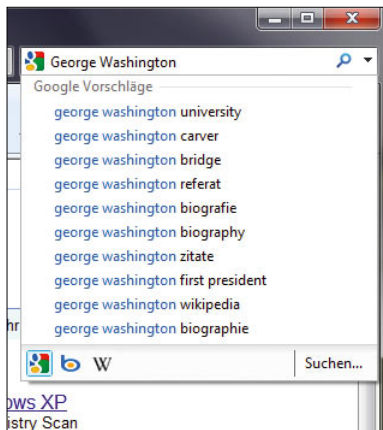 George Washington
Google Vorschläge
george washington university
george washington carver
george washington bridge
george washington referat
george washington biografie
george washington biography
george washington zitate
george washington first president
george washington wikipedia
george washington biographie
hr
W
Suchen...
ows XP
istry Scan